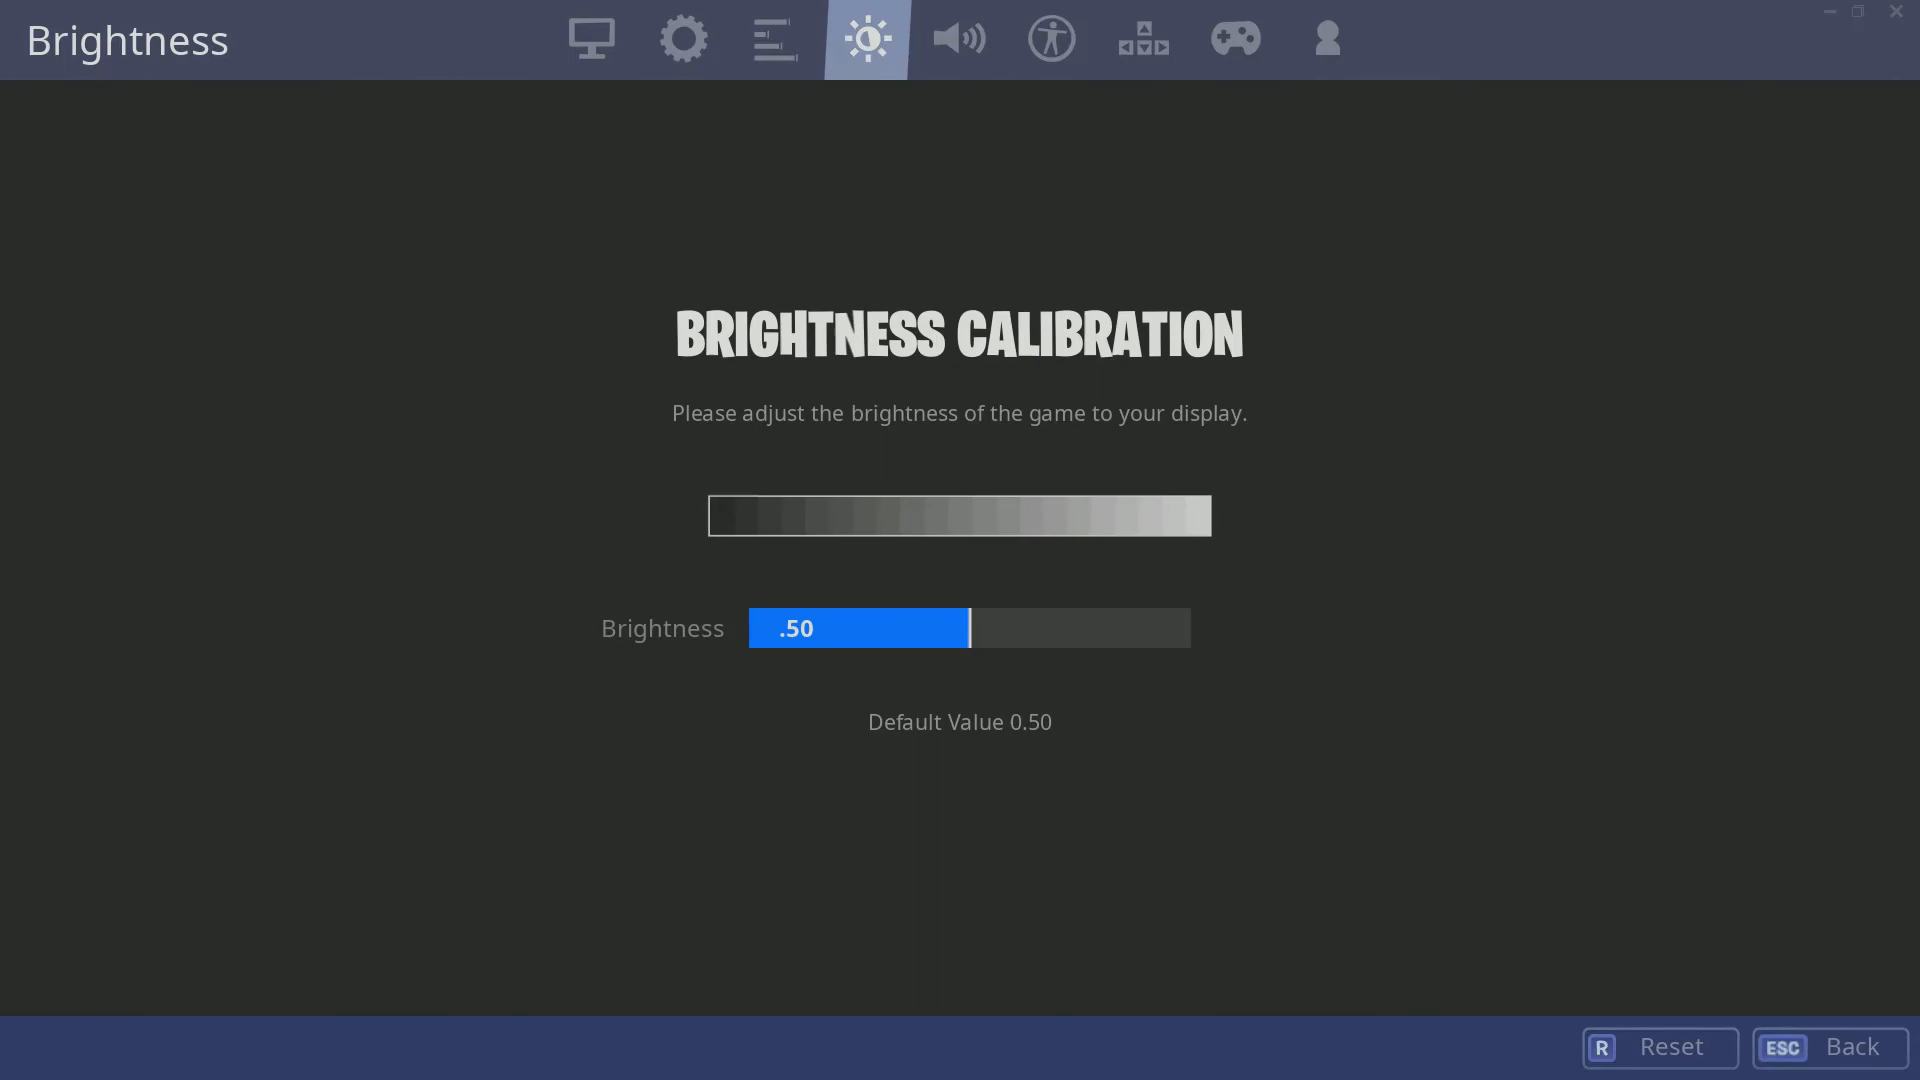 Brightness
BRIGHTNESS CALIBRATION
Please adjust the brightness of the game to your display.
Brightness .50
Default Value 0.50
R Reset ESC Back